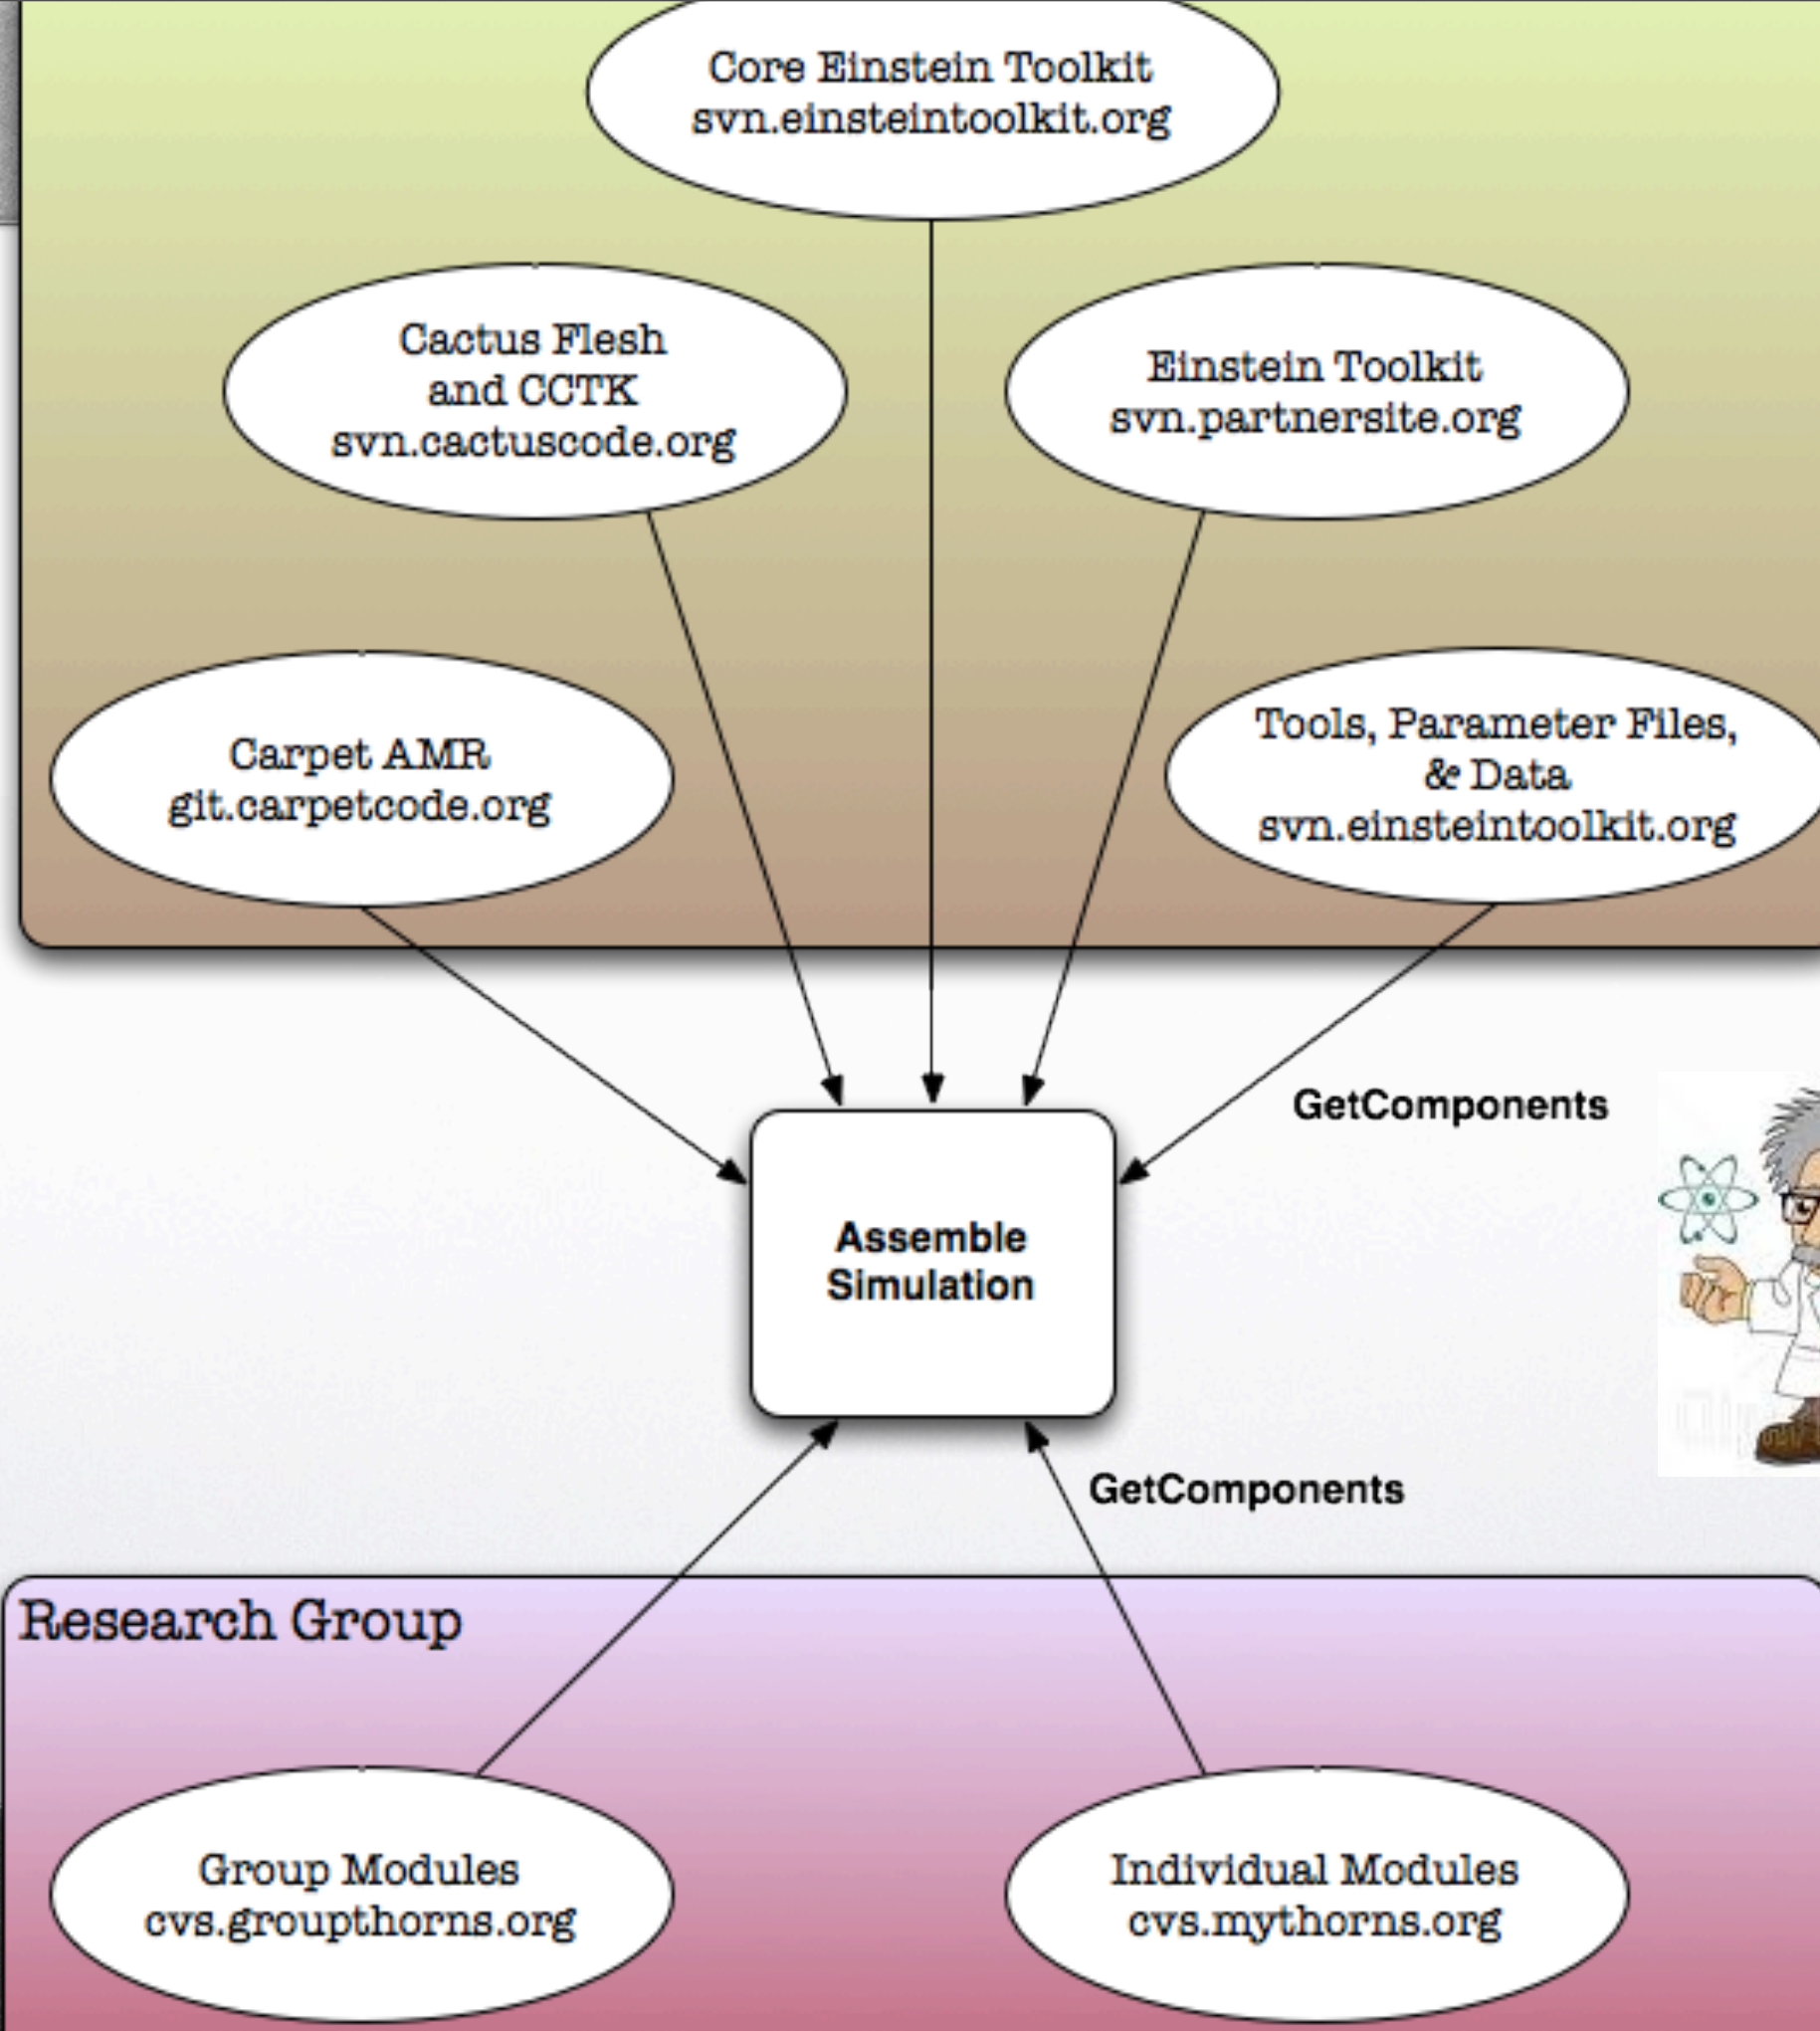 Core Einstein Toolkit
svn.einsteintoolkit.org
Cactus Flesh
and CCTK
svn.cactuscode.org
Einstein Toolkit
svn.partnersite.org
Carpet AMR
git.carpetcode.org
Tools, Parameter Files,
& Data
svn.einsteintoolkit.org
GetComponents
Assemble
Simulation
GetComponents
Research Group
Group Modules
cvs.groupthorns.org
Individual Modules
cvs.mythorns.org